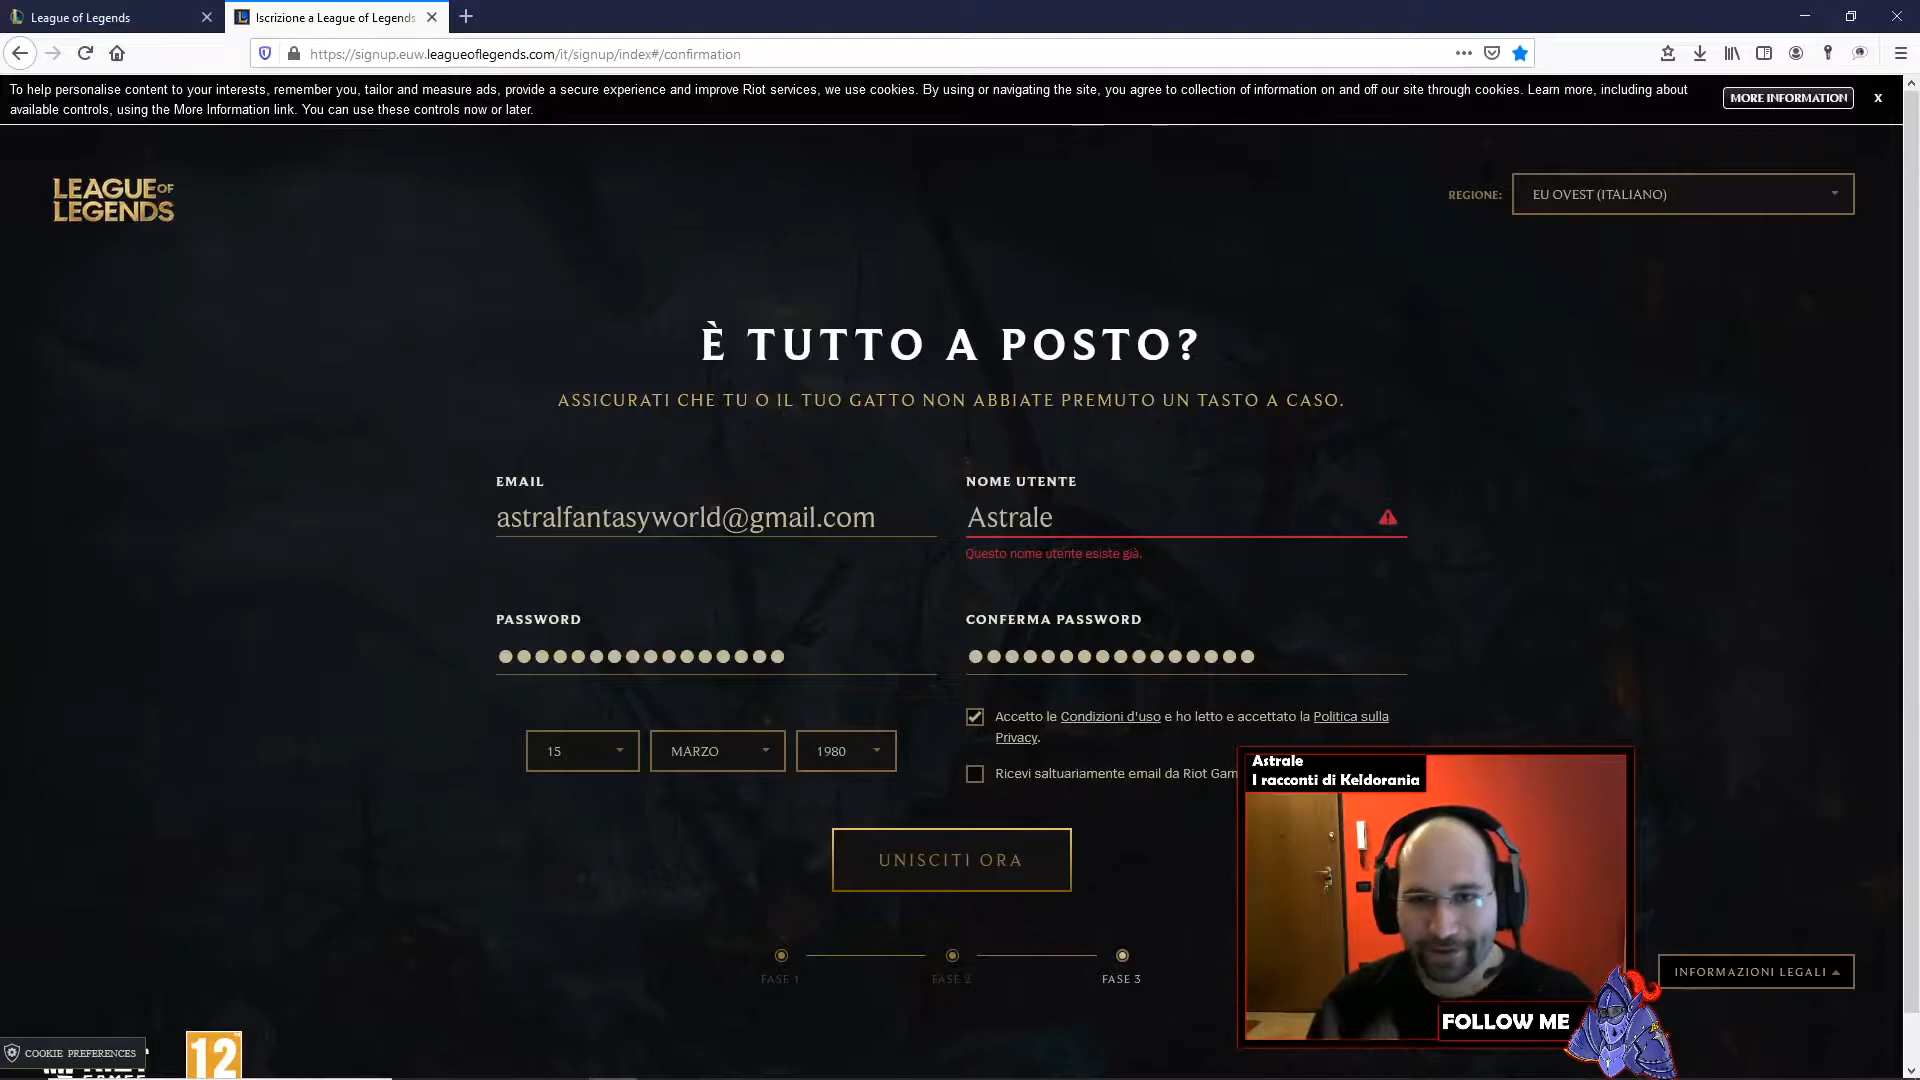 League of Legends
Iscrizione a League of Legends
https://signup.euw.leagueoflegends.com/it/signup/index#/confirmation
To help personalise content to your interests, remember you, tailor and measure ads, provide a secure experience and improve Riot services, we use cookies. By using or navigating the site, you agree to collection of information on and off our site through cookies. Learn more, including about
available controls, using the More Information link. You can use these controls now or later.
MORE INFORMATION
X
LEAGUE OF
LEGENDS
REGIONE:
EU OVEST (ITALIANO)
È TUTTO A POSTO?
ASSICURATI CHE TU O IL TUO GATTO NON ABBIATE PREMUTO UN TASTO A CASO.
EMAIL
astralfantasyworld@gmail.com
NOME UTENTE
Astrale
Questo nome utente esiste già.
PASSWORD
CONFERMA PASSWORD
15
MARZO
1980
Accetto le Condizioni d'uso e ho letto e accettato la Politica sulla
Privacy.
Ricevi saltuariamente email da Riot Gam
Astrale
I racconti di Keldorania
UNISCITI ORA
FASE 1
FASE 2
FASE 3
INFORMAZIONI LEGALI
FOLLOW ME
COOKIE PREFERENCES
12